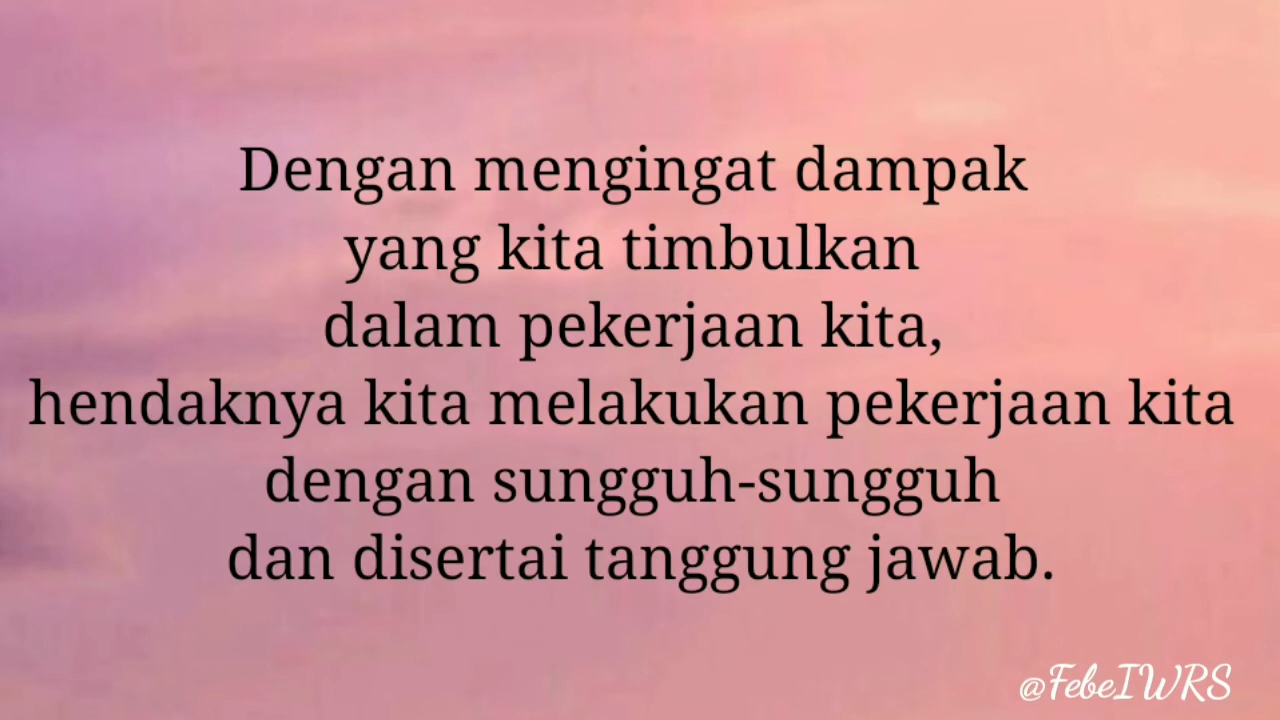 Dengan mengingat dampak
yang kita timbulkan
dalam pekerjaan kita,
hendaknya kita melakukan pekerjaan kita
dengan sungguh-sungguh
dan disertai tanggung jawab.
@FebeIWRS